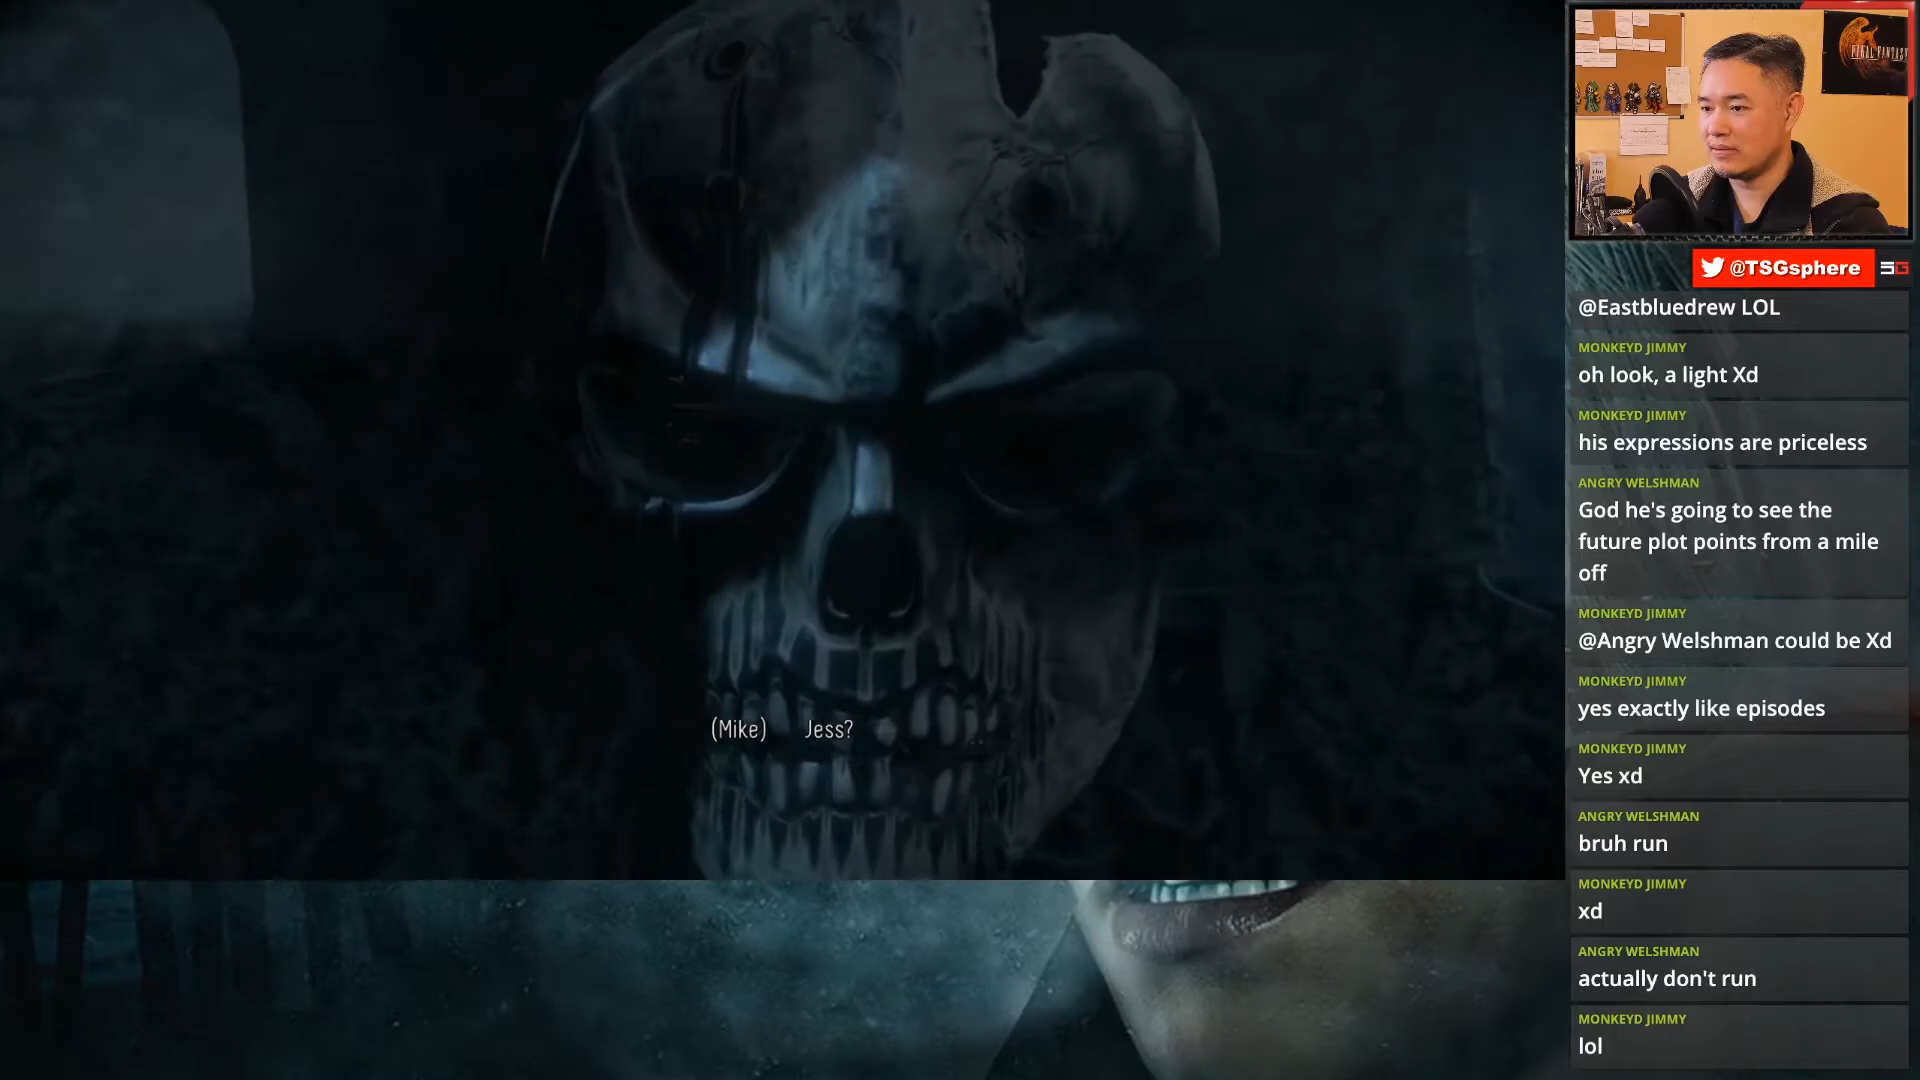 FINAL FANTASY
@TSGsphere SG
@Eastbluedrew LOL
MONKEYD JIMMY
oh look, a light Xd
MONKEYD JIMMY
his expressions are priceless
ANGRY WELSHMAN
God he's going to see the
future plot points from a mile
off
MONKEYD JIMMY
@Angry Welshman could be Xd
MONKEYD JIMMY
yes exactly like episodes
MONKEYD JIMMY
Yes xd
ANGRY WELSHMAN
bruh run
MONKEYD JIMMY
xd
ANGRY WELSHMAN
actually don't run
MONKEYD JIMMY
lol
(Mike) Jess?